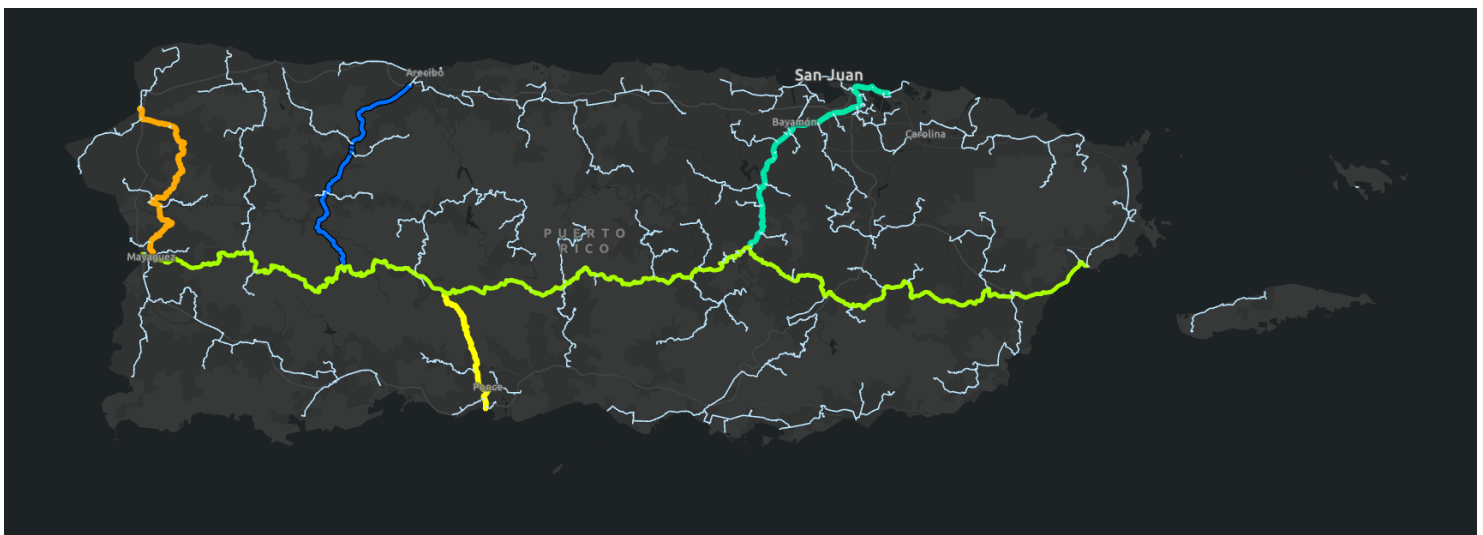 Arecibo
San Juan
Bayamón
Carolina
PUERTO
RICO
Mayagüez
Ponce